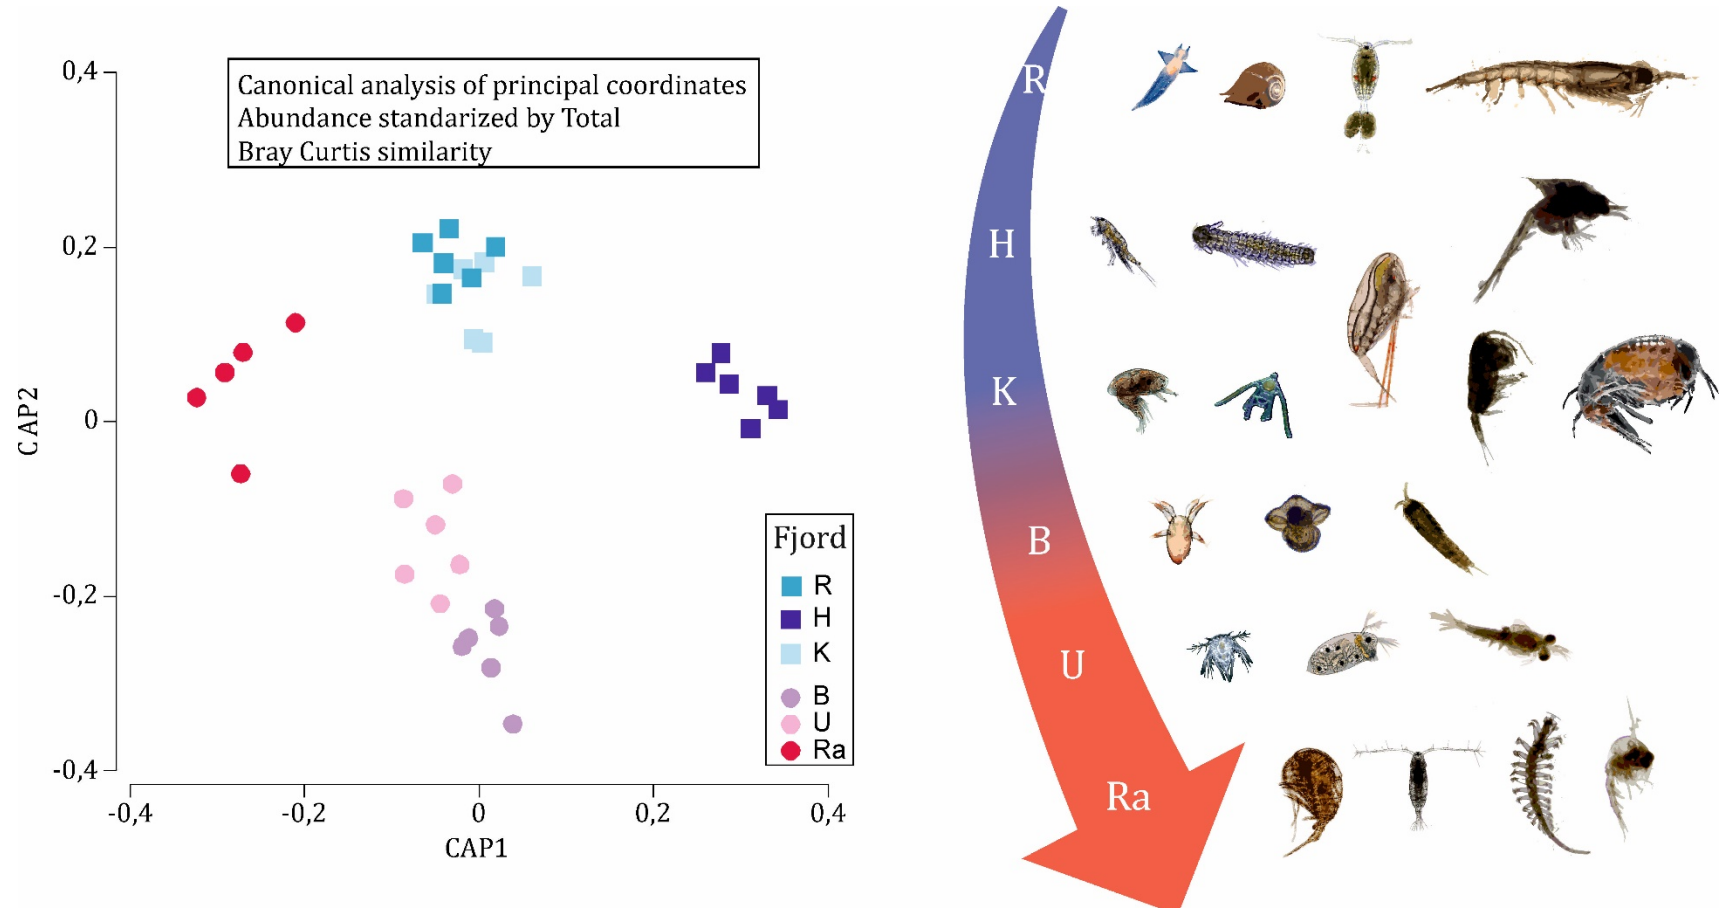 Canonical analysis of principal coordinates
Abundance standarized by Total
Bray Curtis similarity
0,4
0,2
0
-0,2
-0,4
CAP2
-0,4
-0,2
0
0,2
0,4
CAP1
Fjord
R
H
K
B
U
Ra
R
H
K
B
U
Ra